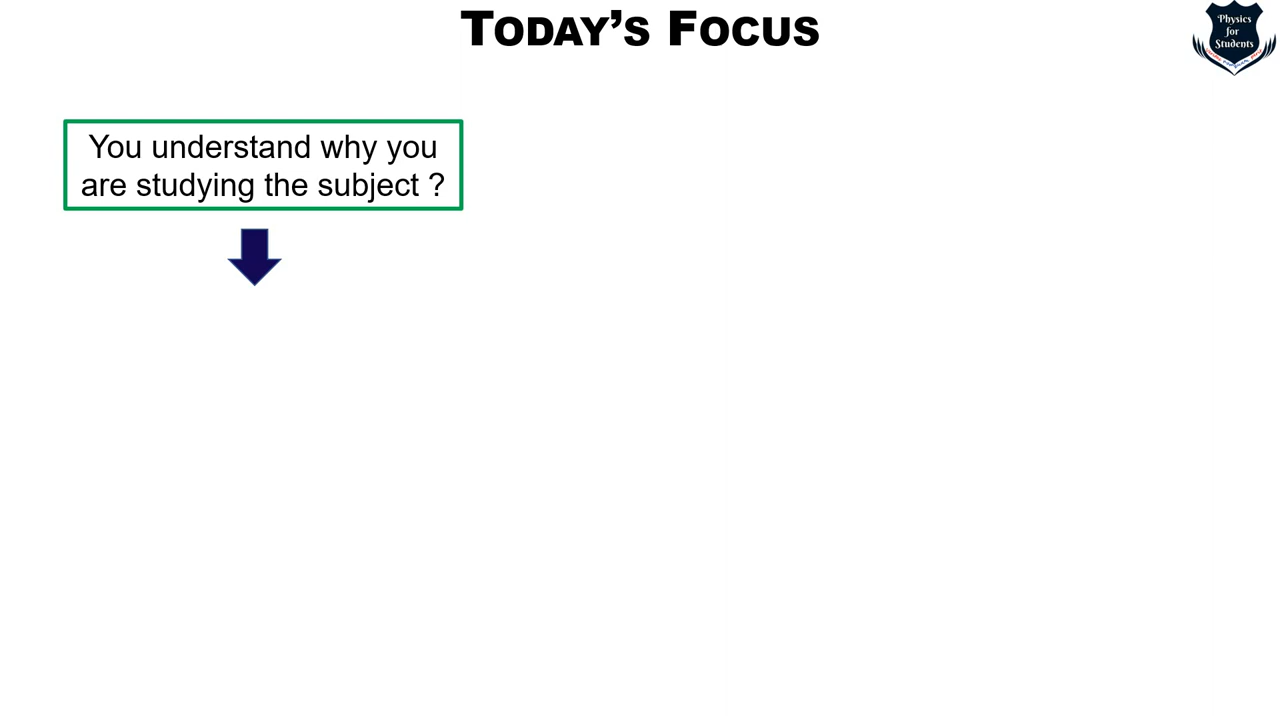 TODAY’S FOCUS
Physics
for
Students
You understand why you
are studying the subject ?